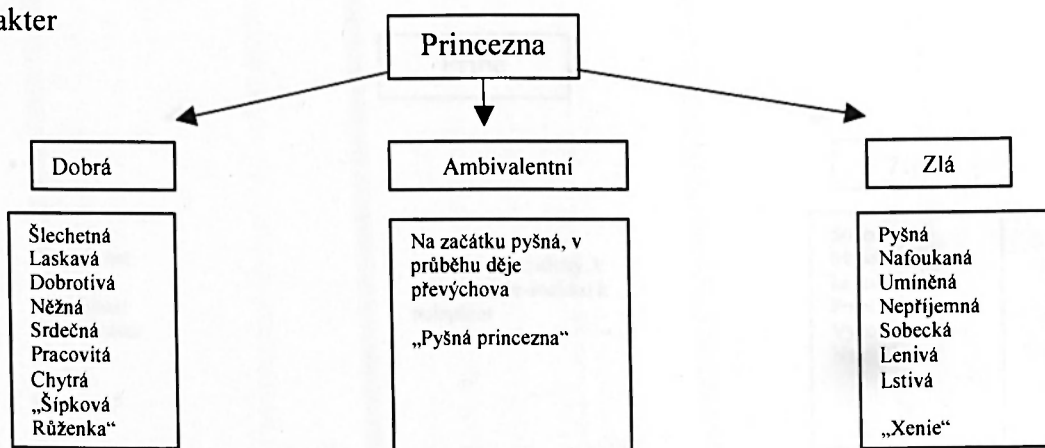 akter
Princezna
Dobrá
Ambivalentní
Zlá
Šlechetná
Laskavá
Dobrotivá
Něžná
Srdečná
Pracovitá
Chytrá
„Šípková
Růženka“
Na začátku pyšná, v
průběhu děje
převýchova
„Pyšná princezna“
Pyšná
Nafoukaná
Umíněná
Nepříjemná
Sobecká
Lenivá
Lstivá
„Xenie“